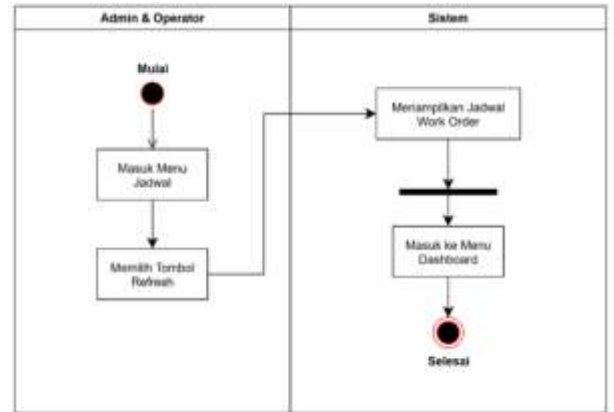 Admin & Operator
Sistem
Mulai
Masuk Menu
Jadwal
Memilih Tombol
Refresh
Menampilkan Jadwal
Work Order
Masuk ke Menu
Dashboard
Selesai